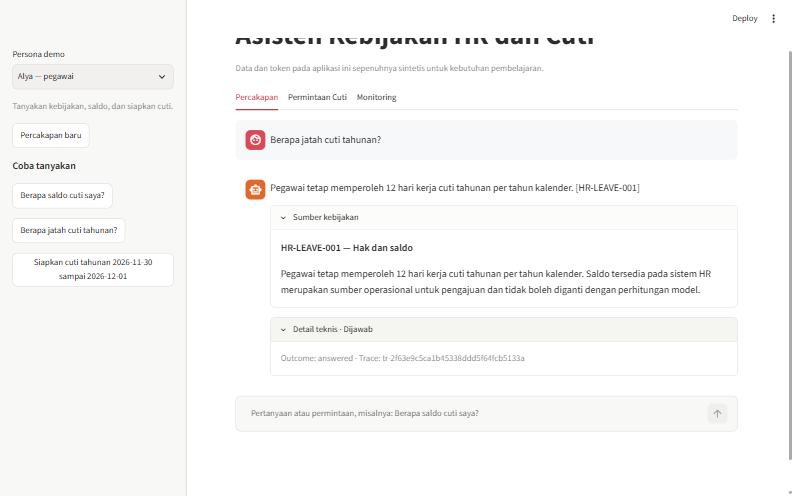 Deploy
Persona demo
Alya — pegawai
Tanyakan kebijakan, saldo, dan siapkan cuti.
Percakapan baru
Coba tanyakan
Berapa saldo cuti saya?
Berapa jatah cuti tahunan?
Siapkan cuti tahunan 2026-11-30
sampai 2026-12-01
Asisten Kebijakan HR dan Cuti
Data dan token pada aplikasi ini sepenuhnya sintetis untuk kebutuhan pembelajaran.
Percakapan Permintaan Cuti Monitoring
Berapa jatah cuti tahunan?
Pegawai tetap memperoleh 12 hari kerja cuti tahunan per tahun kalender. [HR-LEAVE-001]
Sumber kebijakan
HR-LEAVE-001 — Hak dan saldo
Pegawai tetap memperoleh 12 hari kerja cuti tahunan per tahun kalender. Saldo tersedia pada sistem HR
merupakan sumber operasional untuk pengajuan dan tidak boleh diganti dengan perhitungan model.
Detail teknis · Dijawab
Outcome: answered · Trace: tr-2f63e9c5ca1b45338ddd5f64fcb5133a
Pertanyaan atau permintaan, misalnya: Berapa saldo cuti saya?